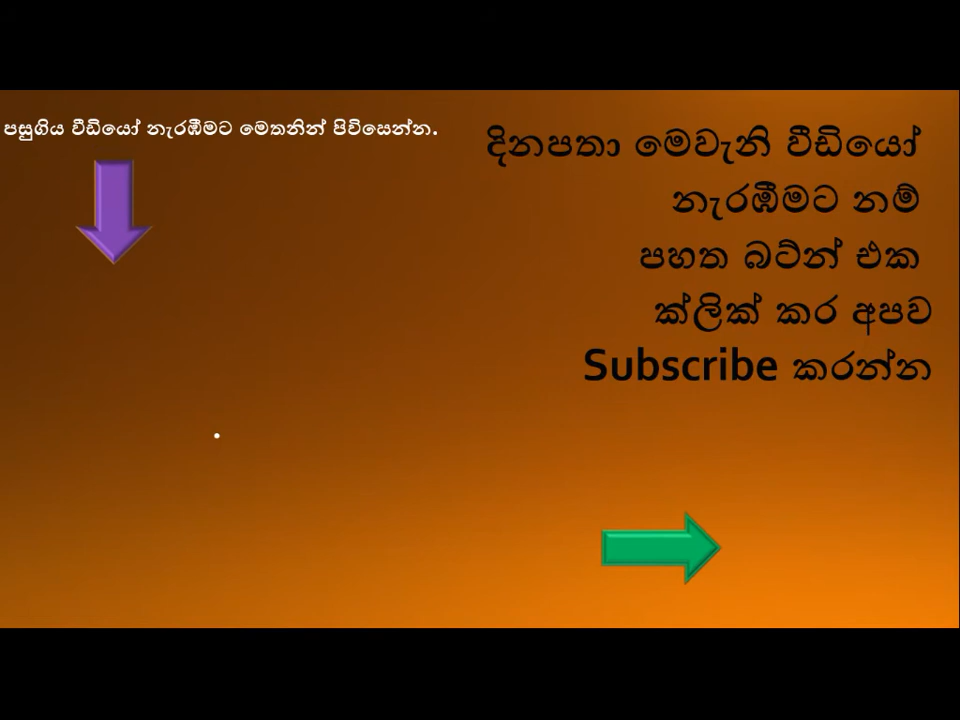 පසුගිය වීඩියෝ නැරඹීමට මෙතනින් පිවිසෙන්න.
දිනපතා මෙවැනි වීඩියෝ
නැරඹීමට නම්
පහත බටන් එක
ක්ලික් කර අපව
Subscribe කරන්න